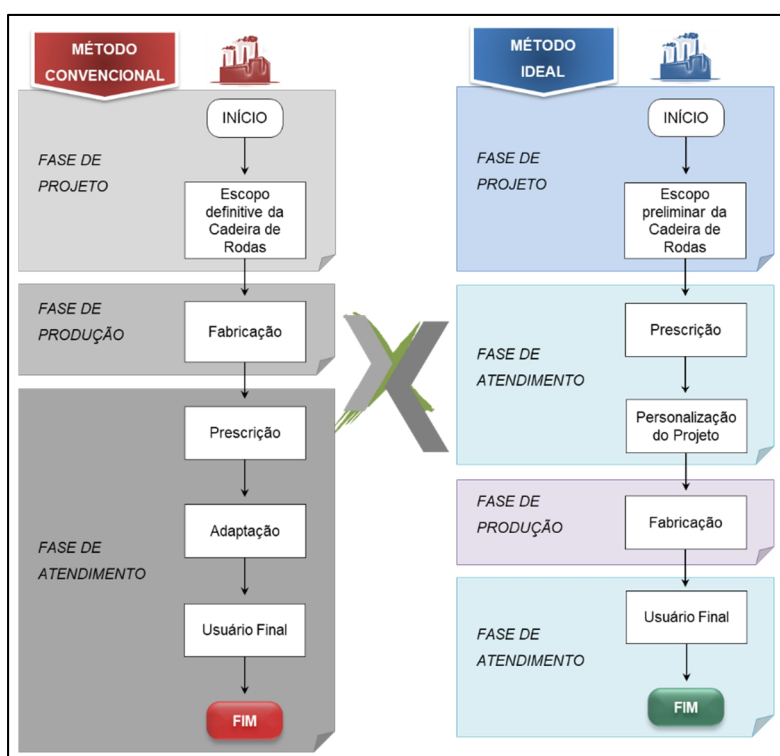 MÉTODO
CONVENCIONAL
INÍCIO
FASE DE
PROJETO
Escopo
definitive da
Cadeira de
Rodas
FASE DE
PRODUÇÃO
Fabricação
Prescrição
Adaptação
FASE DE
ATENDIMENTO
Usuário Final
FIM
MÉTODO
IDEAL
INÍCIO
FASE DE
PROJETO
Escopo
preliminar da
Cadeira de
Rodas
Prescrição
FASE DE
ATENDIMENTO
Personalização
do Projeto
FASE DE
PRODUÇÃO
Fabricação
Usuário Final
FASE DE
ATENDIMENTO
FIM